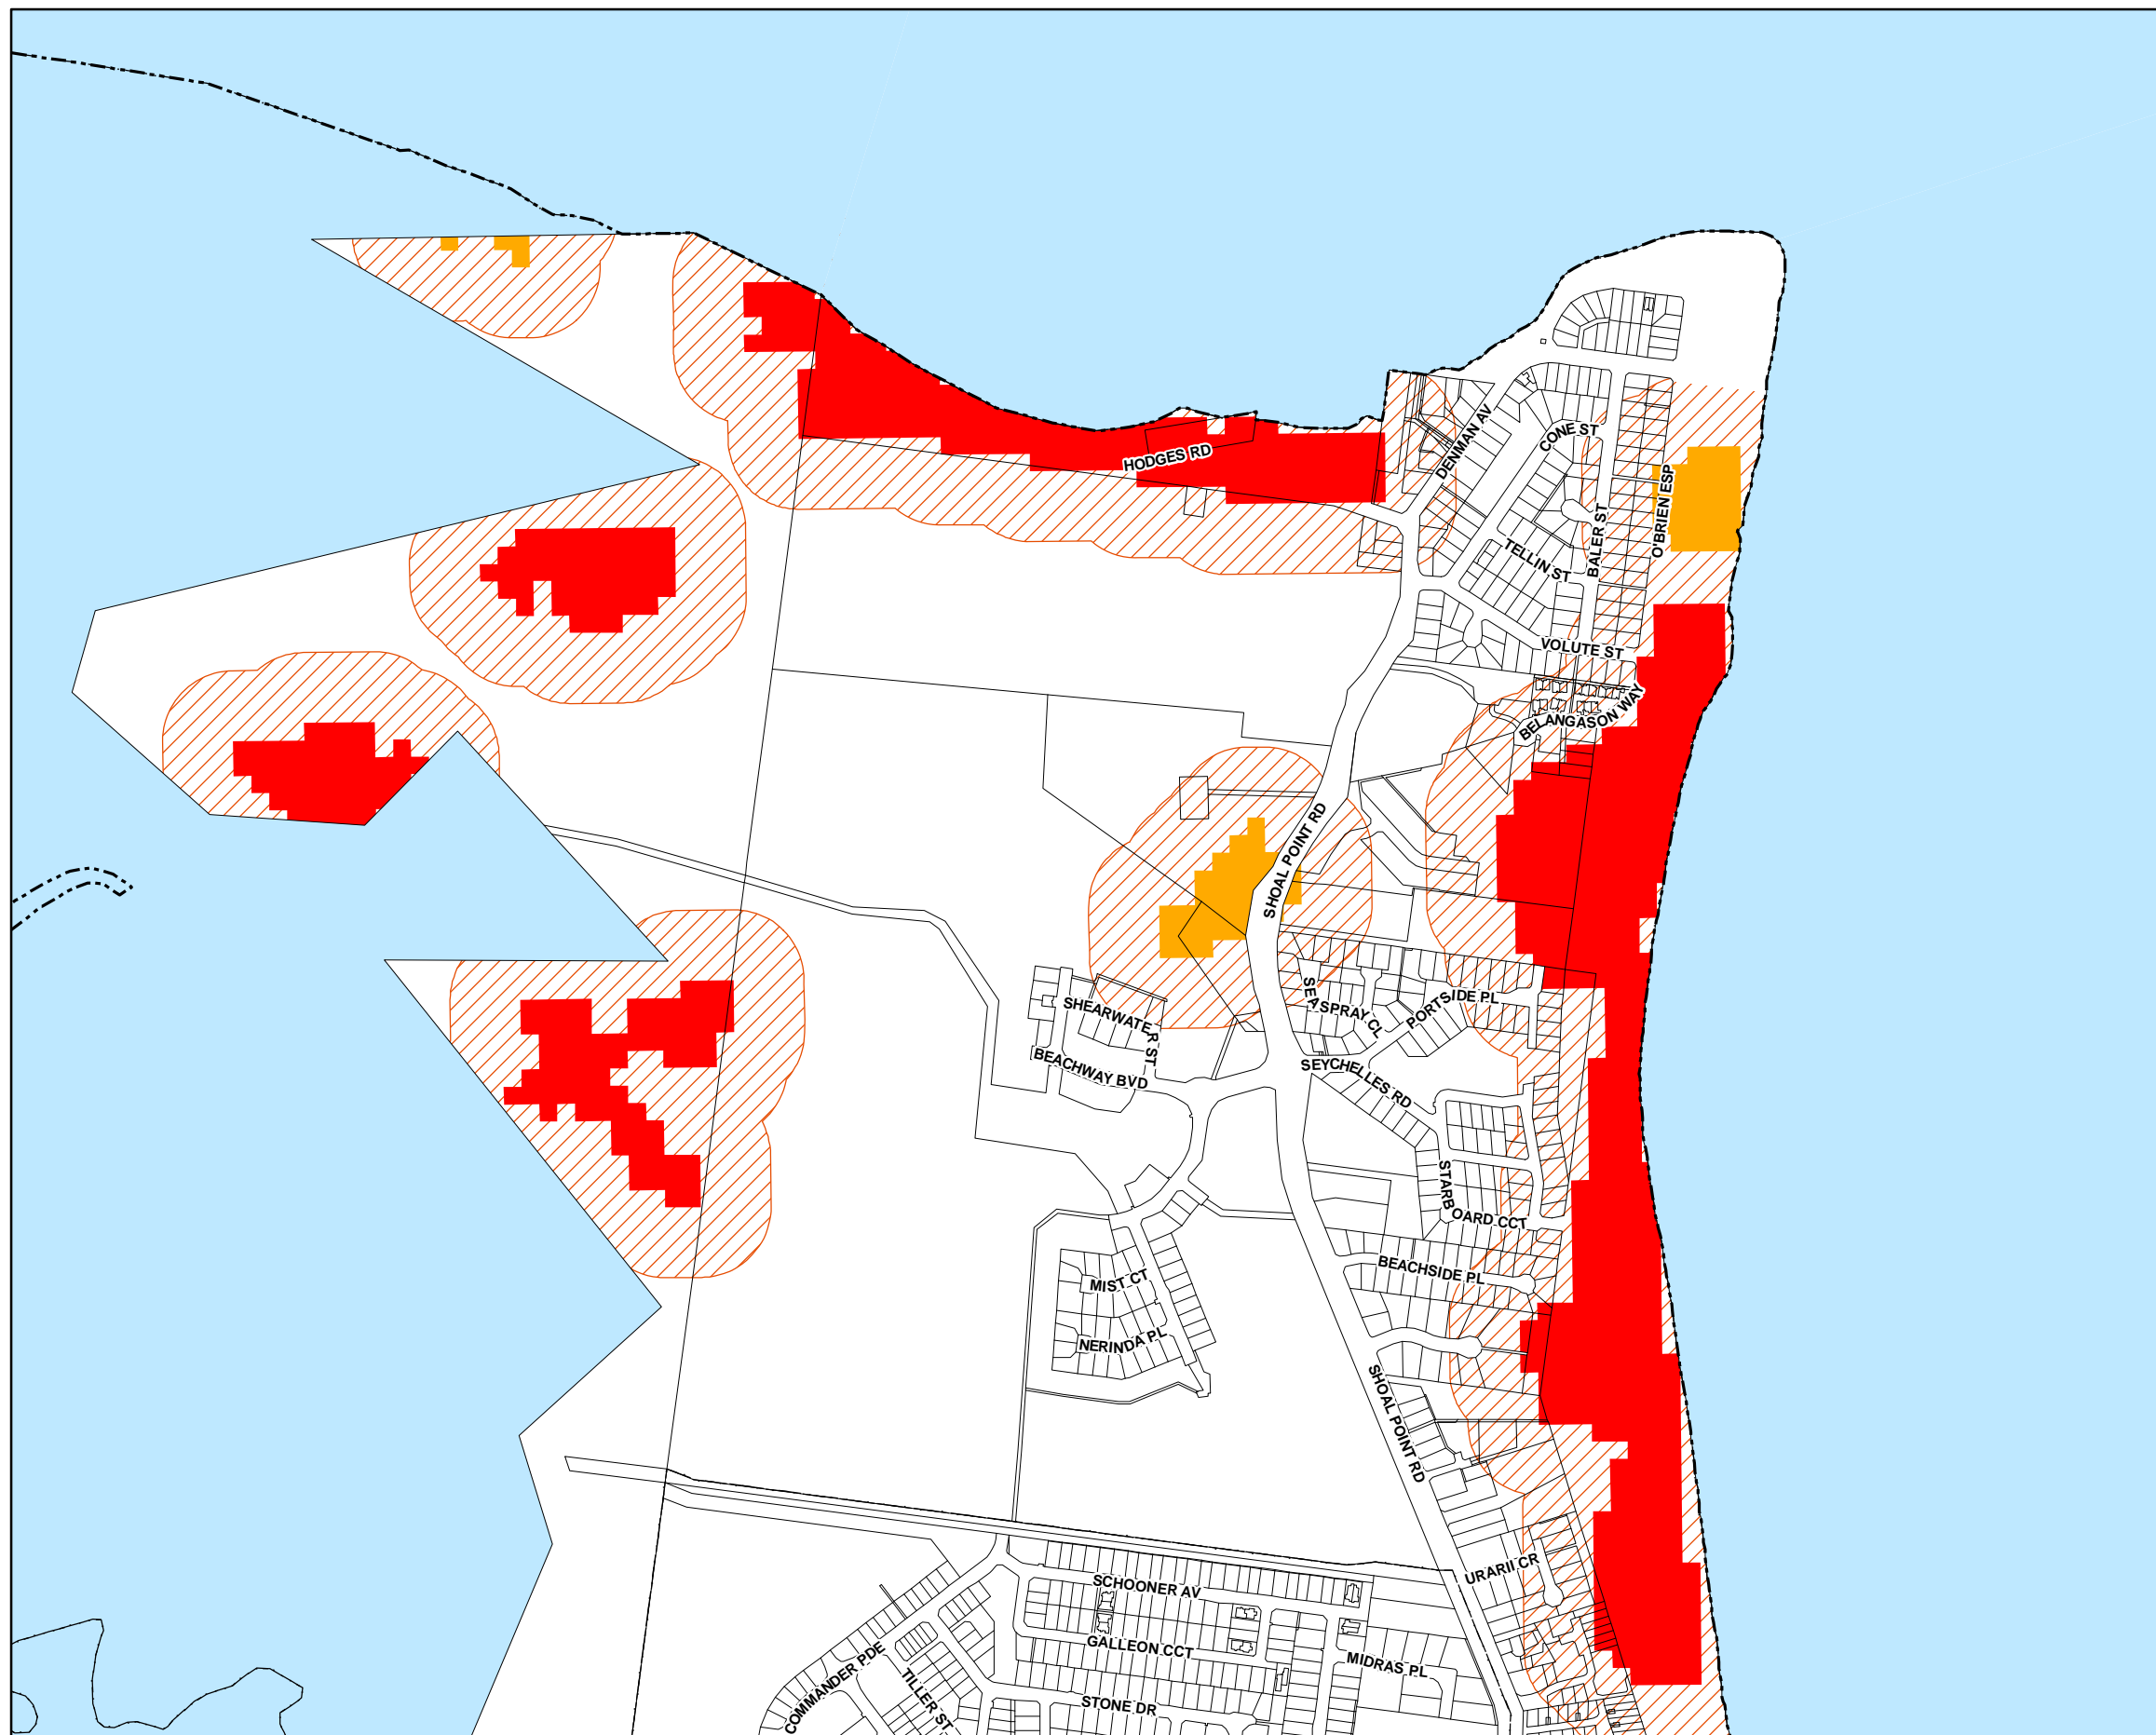 DENMAN AV
CONE ST
HODGES RD
O'BRIEN ESP
BALER ST
TELLIN ST
VOLUTE ST
BELANGASON WAY
SHOAL POINT RD
SEASPRAY CL
PORTSIDE PL
SHEARWATER ST
BEACHWAY BVD
SEYCHELLES RD
STARBOARD CCT
BEACHSIDE PL
MIST CT
NERINDA PL
SHOAL POINT RD
URARII CR
SCHOONER AV
GALLEON CCT
MIDRAS PL
COMMANDER PDE
TILLER ST
STONE DR